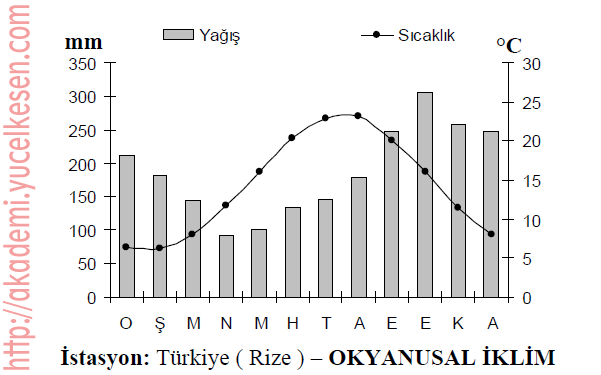 http://akademi.yucelkesen.com
mm
Yağış
Sıcaklık
°C
350
300
250
200
150
100
50
0
30
25
20
15
10
5
0
O Ş M N M H T A E E K A
İstasyon: Türkiye ( Rize ) – OKYANUSAL İKLİM